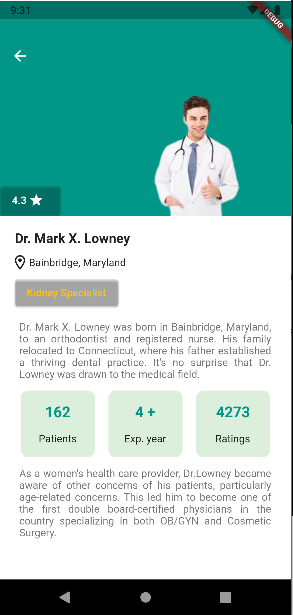 9:31
DEBUG
4.3
Dr. Mark X. Lowney
Bainbridge, Maryland
Kidney Specialist
Dr. Mark X. Lowney was born in Bainbridge, Maryland,
to an orthodontist and registered nurse. His family
relocated to Connecticut, where his father established
a thriving dental practice. It's no surprise that Dr.
Lowney was drawn to the medical field.
162 4 + 4273
Patients Exp. year Ratings
As a women's health care provider, Dr.Lowney became
aware of other concerns of his patients, particularly
age-related concerns. This led him to become one of
the first double board-certified physicians in the
country specializing in both OB/GYN and Cosmetic
Surgery.